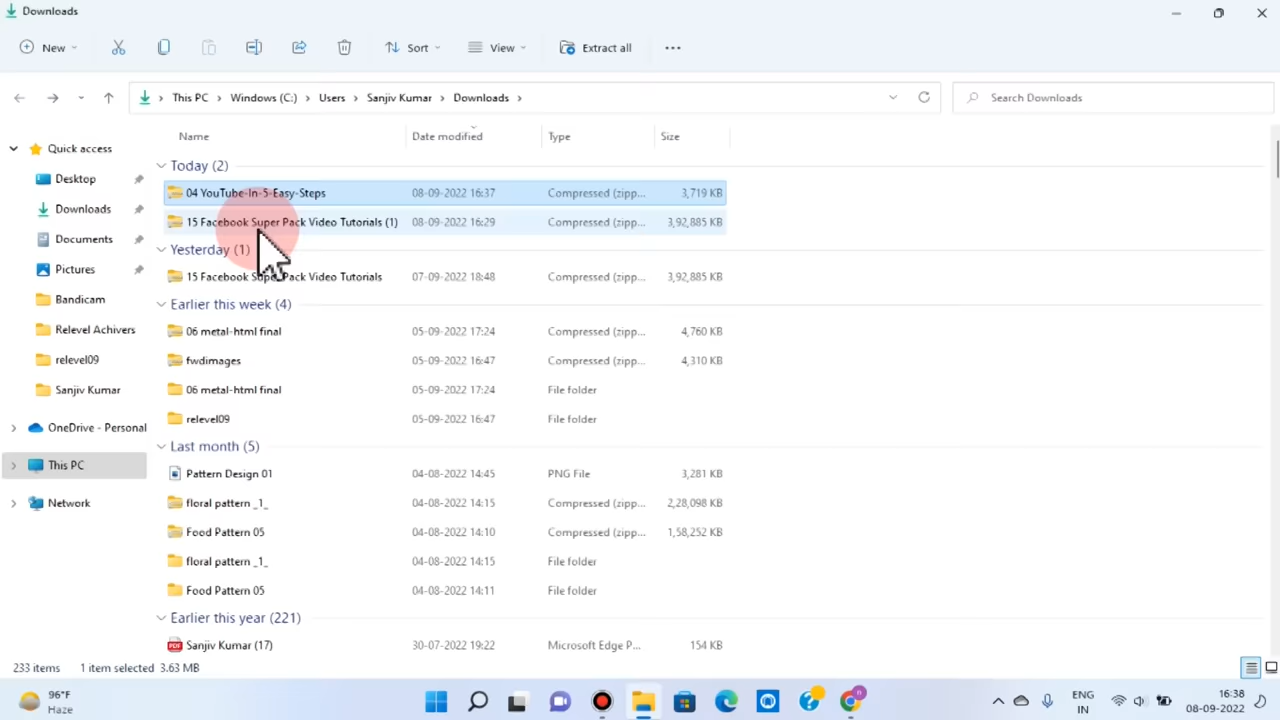 Downloads
New Sort View Extract all
This PC Windows (C:) Users Sanjiv Kumar Downloads Search Downloads
Name Date modified Type Size
Quick access
Desktop
Downloads
Documents
Pictures
Bandicam
Relevel Achivers
relevel09
Sanjiv Kumar
OneDrive - Personal
This PC
Network
Today (2)
04 YouTube-In-5-Easy-Steps 08-09-2022 16:37 Compressed (zipp... 3,719 KB
15 Facebook Super Pack Video Tutorials (1) 08-09-2022 16:29 Compressed (zipp... 3,92,885 KB
Yesterday (1)
15 Facebook Super Pack Video Tutorials 07-09-2022 18:48 Compressed (zipp... 3,92,885 KB
Earlier this week (4)
06 metal-html final 05-09-2022 17:24 Compressed (zipp... 4,760 KB
fwdimages 05-09-2022 16:47 Compressed (zipp... 4,310 KB
06 metal-html final 05-09-2022 17:24 File folder
relevel09 05-09-2022 16:47 File folder
Last month (5)
Pattern Design 01 04-08-2022 14:45 PNG File 3,281 KB
floral pattern _1_ 04-08-2022 14:15 Compressed (zipp... 2,28,098 KB
Food Pattern 05 04-08-2022 14:10 Compressed (zipp... 1,58,252 KB
floral pattern _1_ 04-08-2022 14:15 File folder
Food Pattern 05 04-08-2022 14:11 File folder
Earlier this year (221)
Sanjiv Kumar (17) 30-07-2022 19:22 Microsoft Edge P... 154 KB
233 items 1 item selected 3.63 MB
96°F
Haze
ENG
IN
16:38
08-09-2022